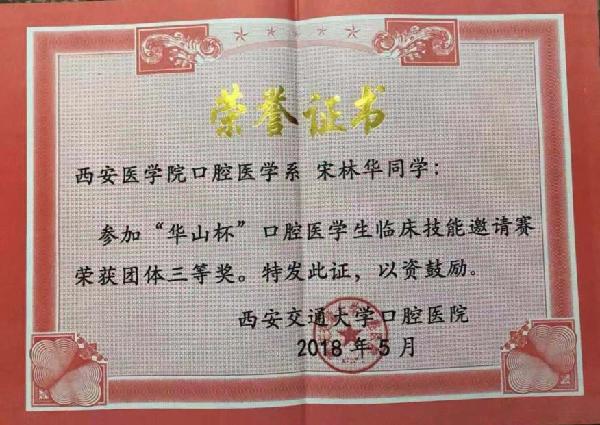 荣誉证书
西安医学院口腔医学系 宋林华同学：
参加“华山杯”口腔医学生临床技能邀请赛
荣获团体三等奖。特发此证，以资鼓励。
西安交通大学口腔医院
2018年5月